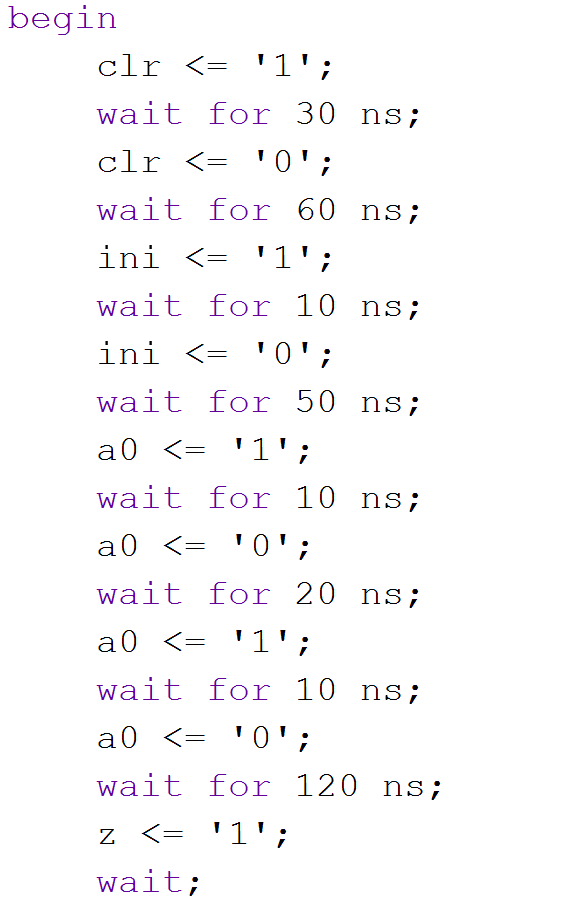 begin
clr <= '1';
wait for 30 ns;
clr <= '0';
wait for 60 ns;
ini <= '1';
wait for 10 ns;
ini <= '0';
wait for 50 ns;
a0 <= '1';
wait for 10 ns;
a0 <= '0';
wait for 20 ns;
a0 <= '1';
wait for 10 ns;
a0 <= '0';
wait for 120 ns;
z <= '1';
wait;